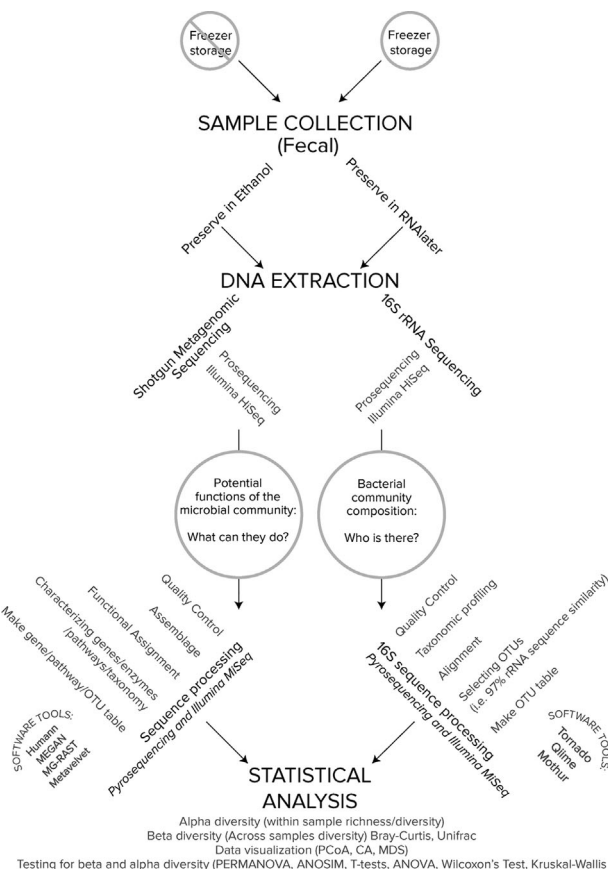 Freezer
storage
Freezer
storage
SAMPLE COLLECTION
(Fecal)
Preserve in Ethanol
Preserve in RNAlater
DNA EXTRACTION
Shotgun Metagenomic
Sequencing
Prosequencing
Illumina HiSeq
16S rRNA Sequencing
Prosequencing
Illumina HiSeq
Potential
functions of the
microbial community:
What can they do?
Bacterial
community
composition:
Who is there?
Quality Control
Assemblage
Functional Assignment
Characterizing genes/enzymes
/pathways/taxonomy
Make gene/pathway/OTU table
Sequence processing
Pyrosequencing and Illumina MiSeq
SOFTWARE TOOLS:
Humann
MEGAN
MG-RAST
Metavelvet
Quality Control
Taxonomic profiling
Alignment
Selecting OTUs
(i.e. 97% rRNA sequence similarity)
Make OTU table
16S sequence processing
Pyrosequencing and Illumina MiSeq
SOFTWARE TOOLS:
Tornado
Qiime
Mothur
STATISTICAL
ANALYSIS
Alpha diversity (within sample richness/diversity)
Beta diversity (Across samples diversity) Bray-Curtis, Unifrac
Data visualization (PCoA, CA, MDS)
Testing for beta and alpha diversity (PERMANOVA, ANOSIM, T-tests, ANOVA, Wilcoxon's Test, Kruskal-Wallis